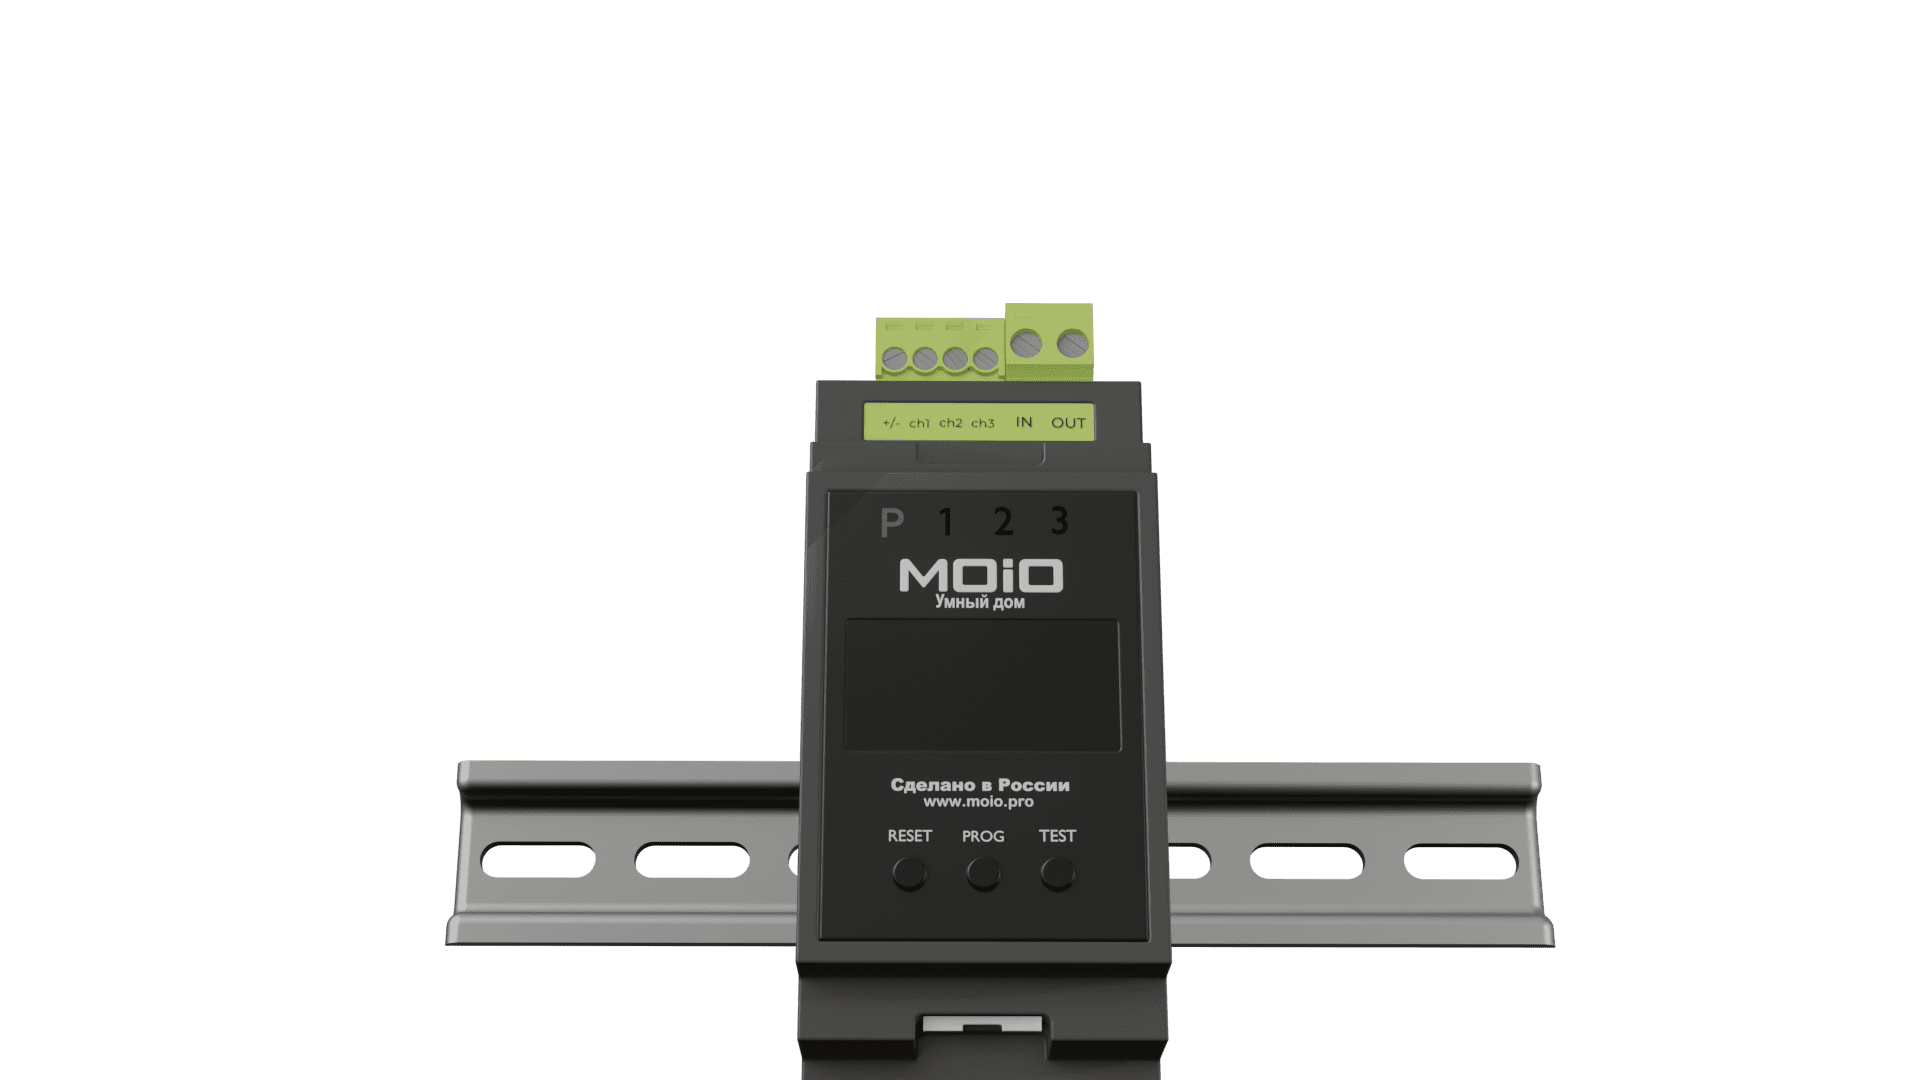 +/- ch1 ch2 ch3 IN OUT
P 1 2 3
MOiO
Умный дом
Сделано в России
www.moio.pro
RESET PROG TEST